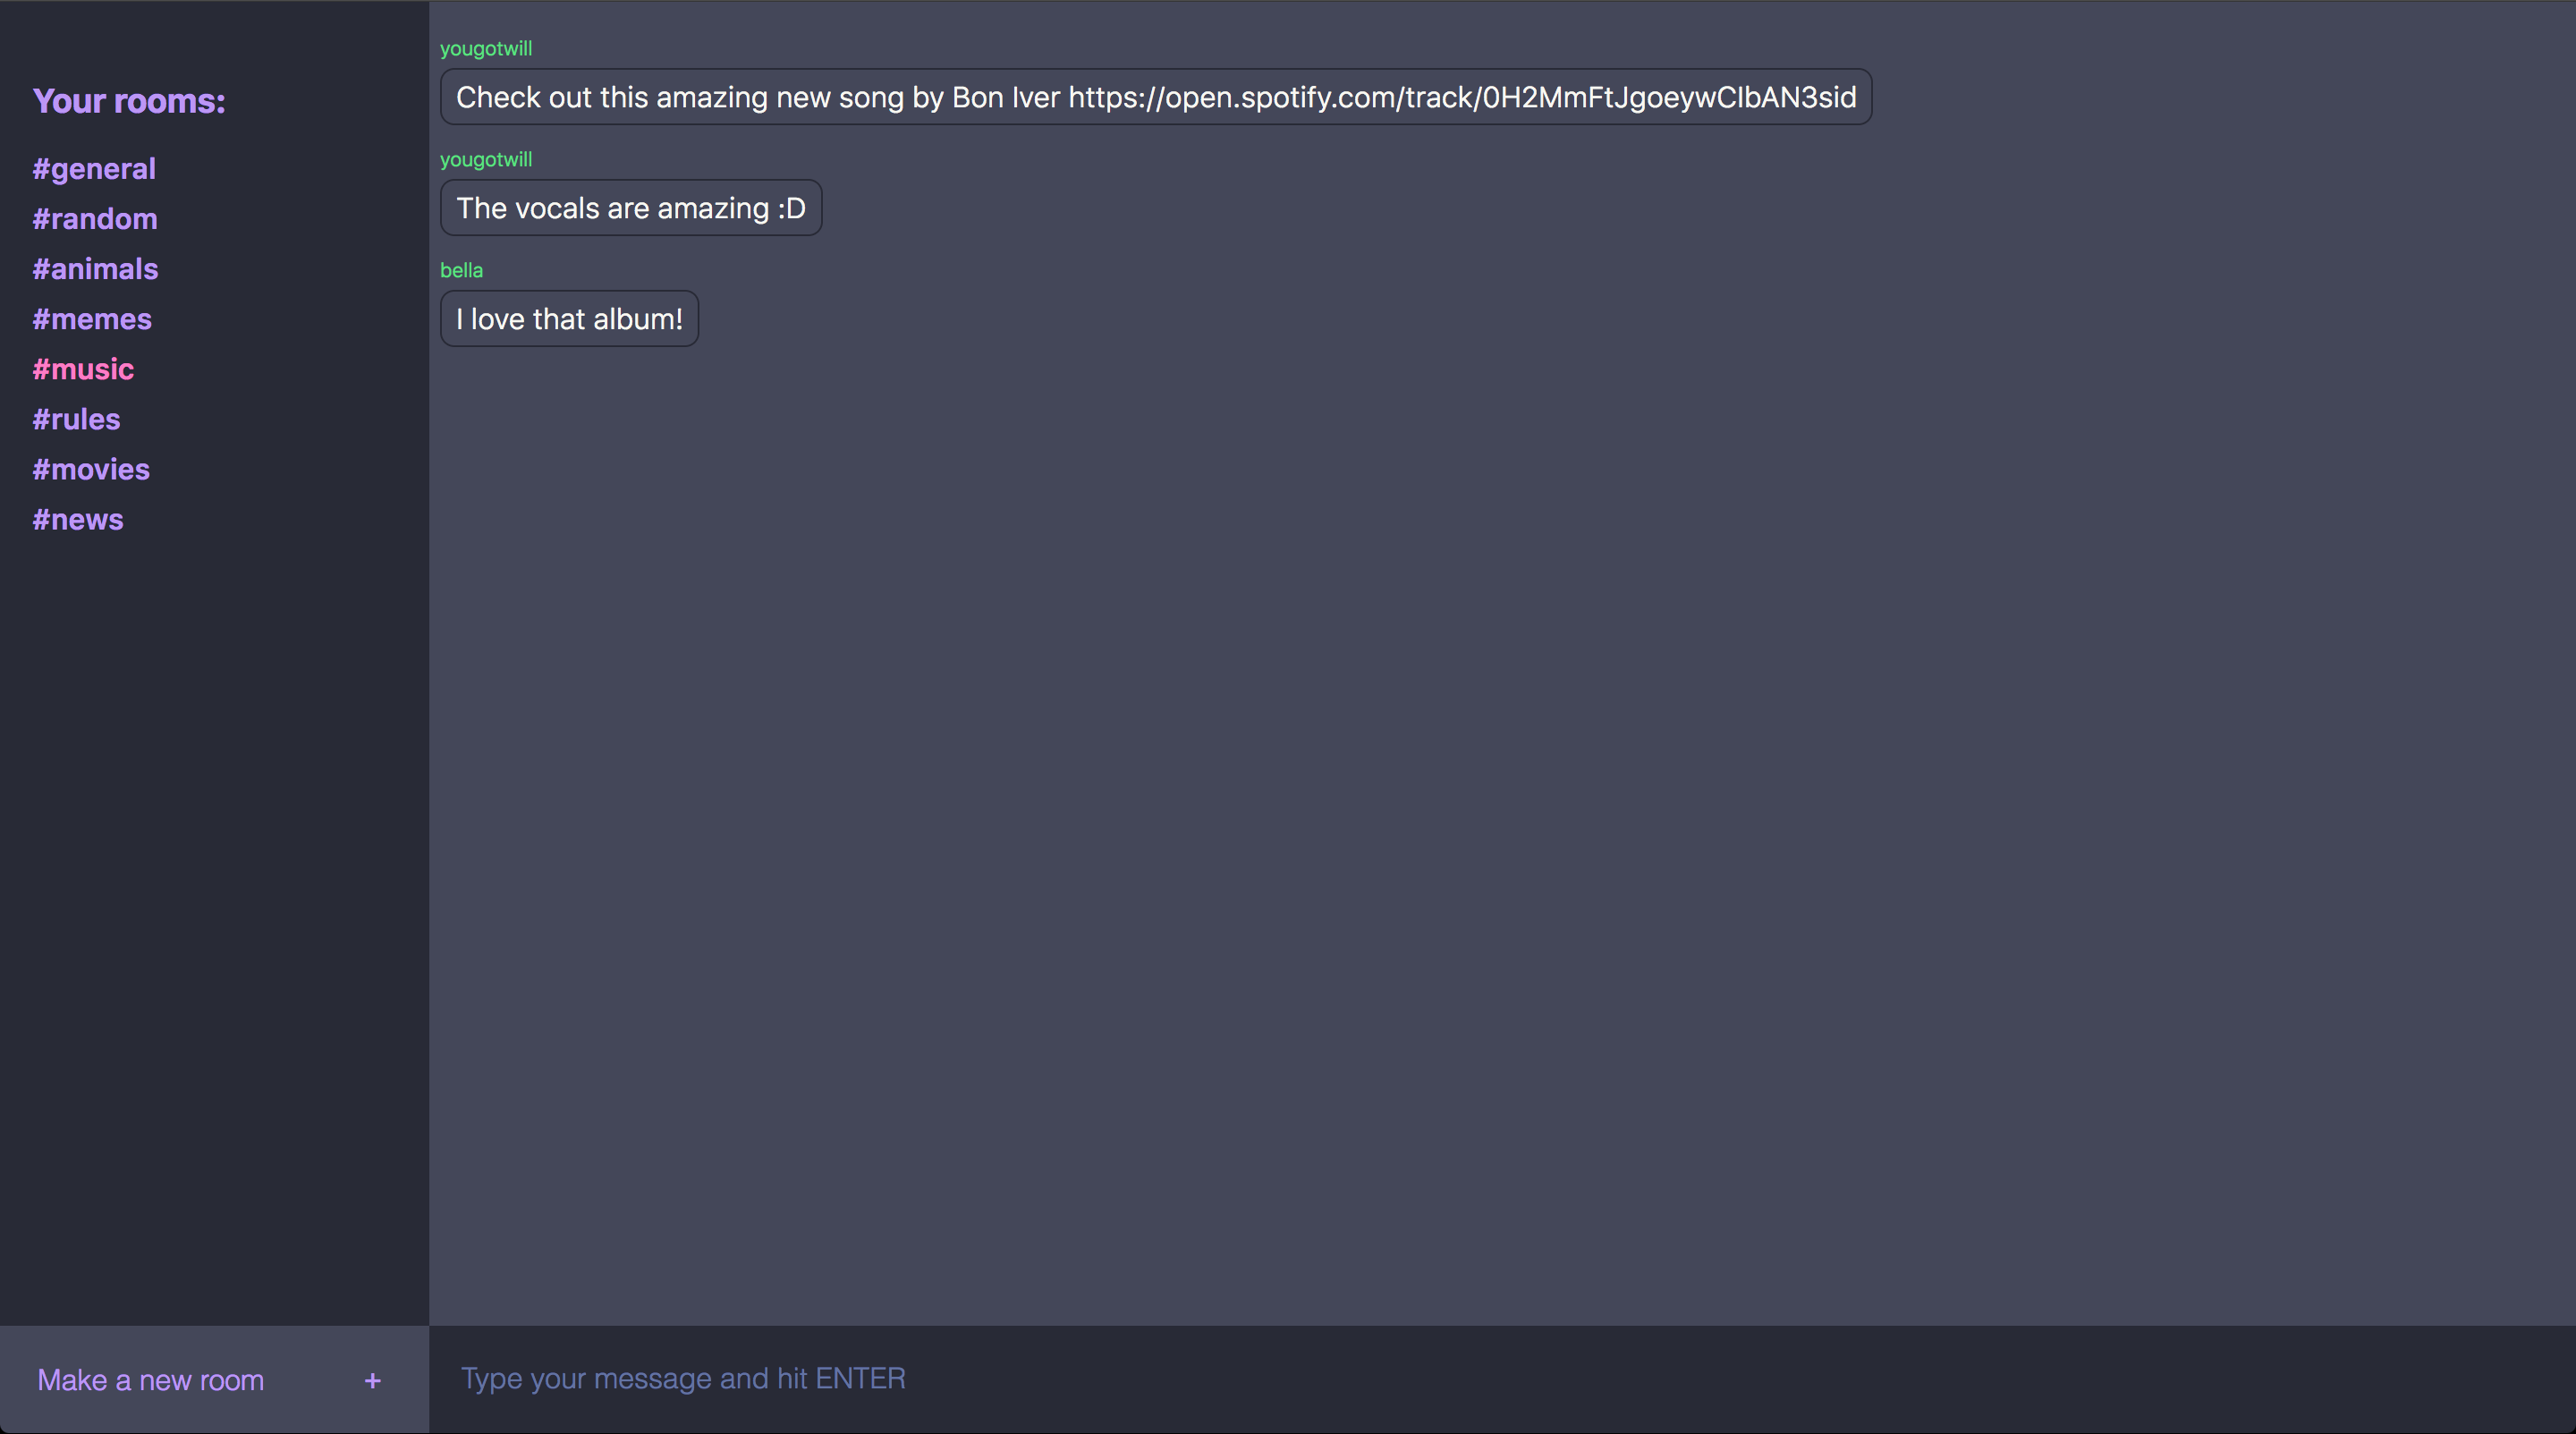 Your rooms:
#general
#random
#animals
#memes
#music
#rules
#movies
#news
Make a new room +
yougotwill
Check out this amazing new song by Bon Iver https://open.spotify.com/track/0H2MmFtJgoeywCIbAN3sid
yougotwill
The vocals are amazing :D
bella
I love that album!
Type your message and hit ENTER